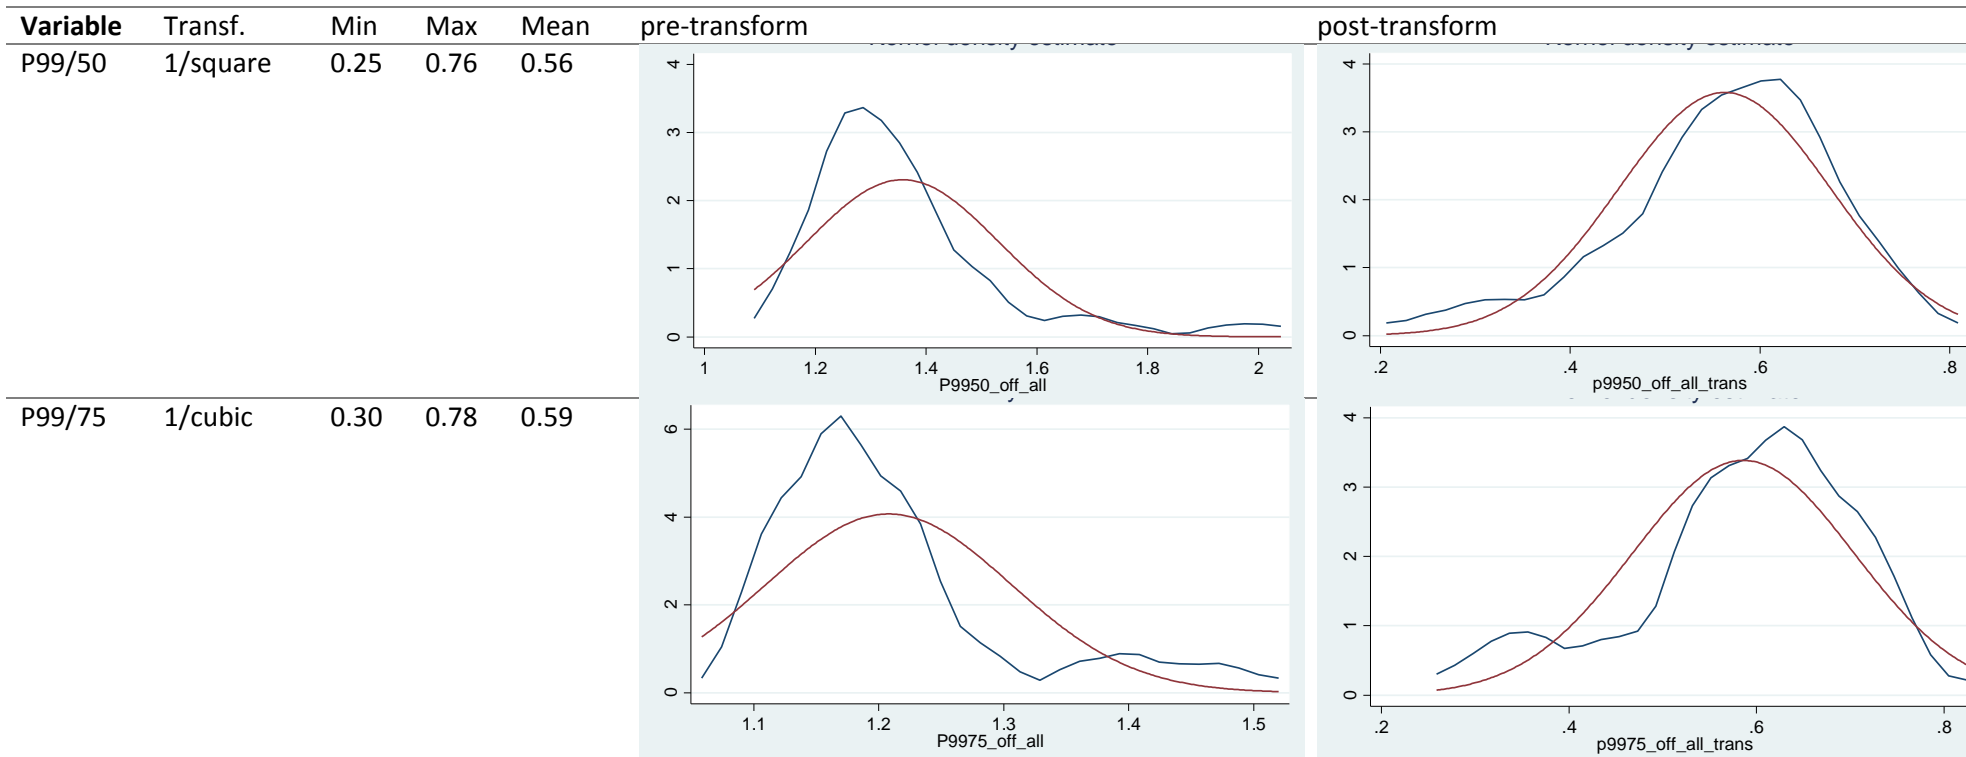 Variable Transf. Min Max Mean pre-transform post-transform
P99/50 1/square 0.25 0.76 0.56
4
3
2
1
0
1 1.2 1.4 1.6 1.8 2
P9950_off_all
4
3
2
1
0
.2 .4 .6 .8
p9950_off_all_trans
P99/75 1/cubic 0.30 0.78 0.59
6
4
2
0
1.1 1.2 1.3 1.4 1.5
P9975_off_all
4
3
2
1
0
.2 .4 .6 .8
p9975_off_all_trans